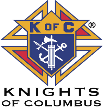 K OF C
®
KNIGHTS
OF COLUMBUS